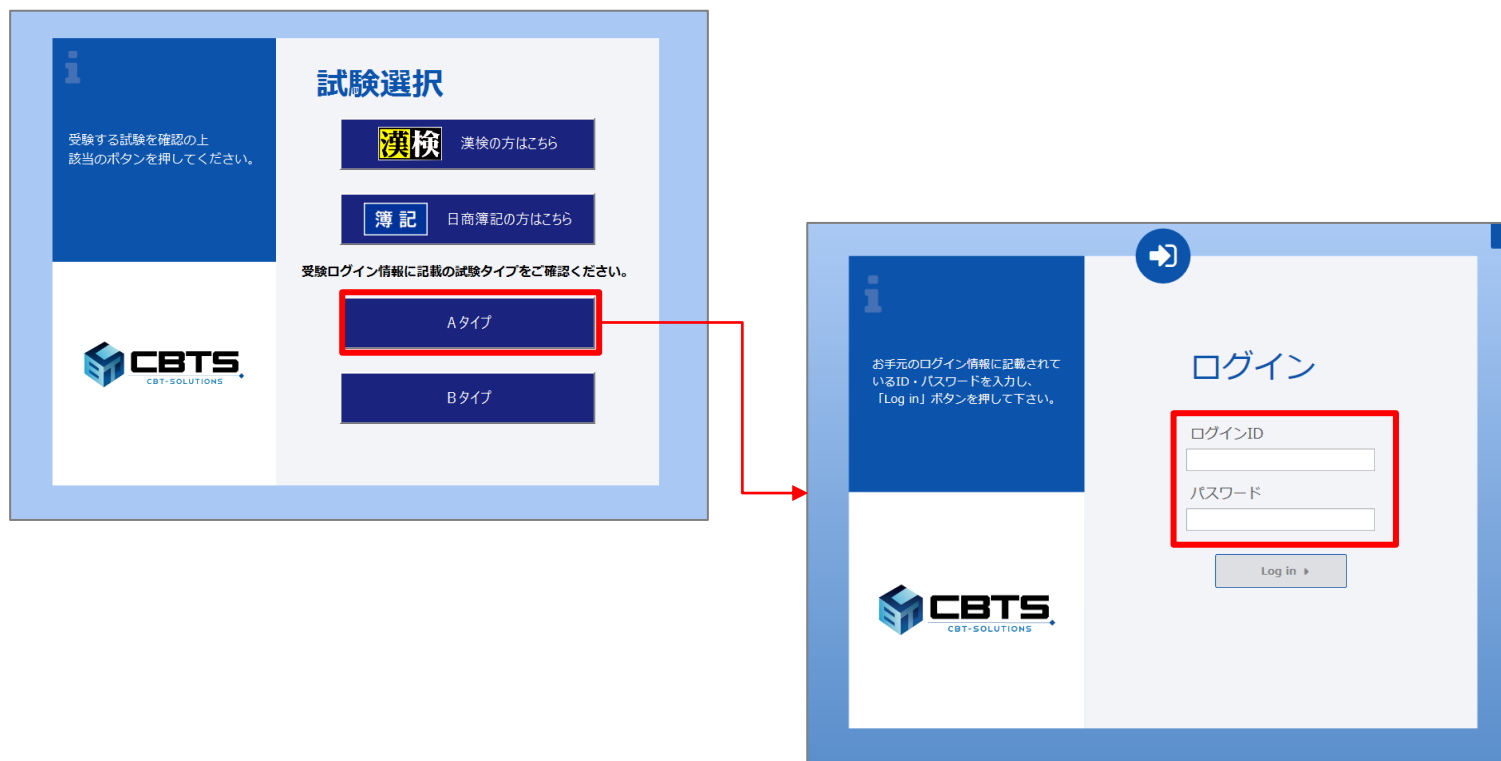 試験選択
受験する試験を確認の上
該当のボタンを押してください。
漢検 漢検の方はこちら
簿記 日商簿記の方はこちら
受験ログイン情報に記載の試験タイプをご確認ください。
Aタイプ
Bタイプ
CBTS
CBT-SOLUTIONS
お手元のログイン情報に記載されて
いるID・パスワードを入力し、
「Log in」ボタンを押して下さい。
ログイン
ログインID
パスワード
Log in
CBTS
CBT-SOLUTIONS